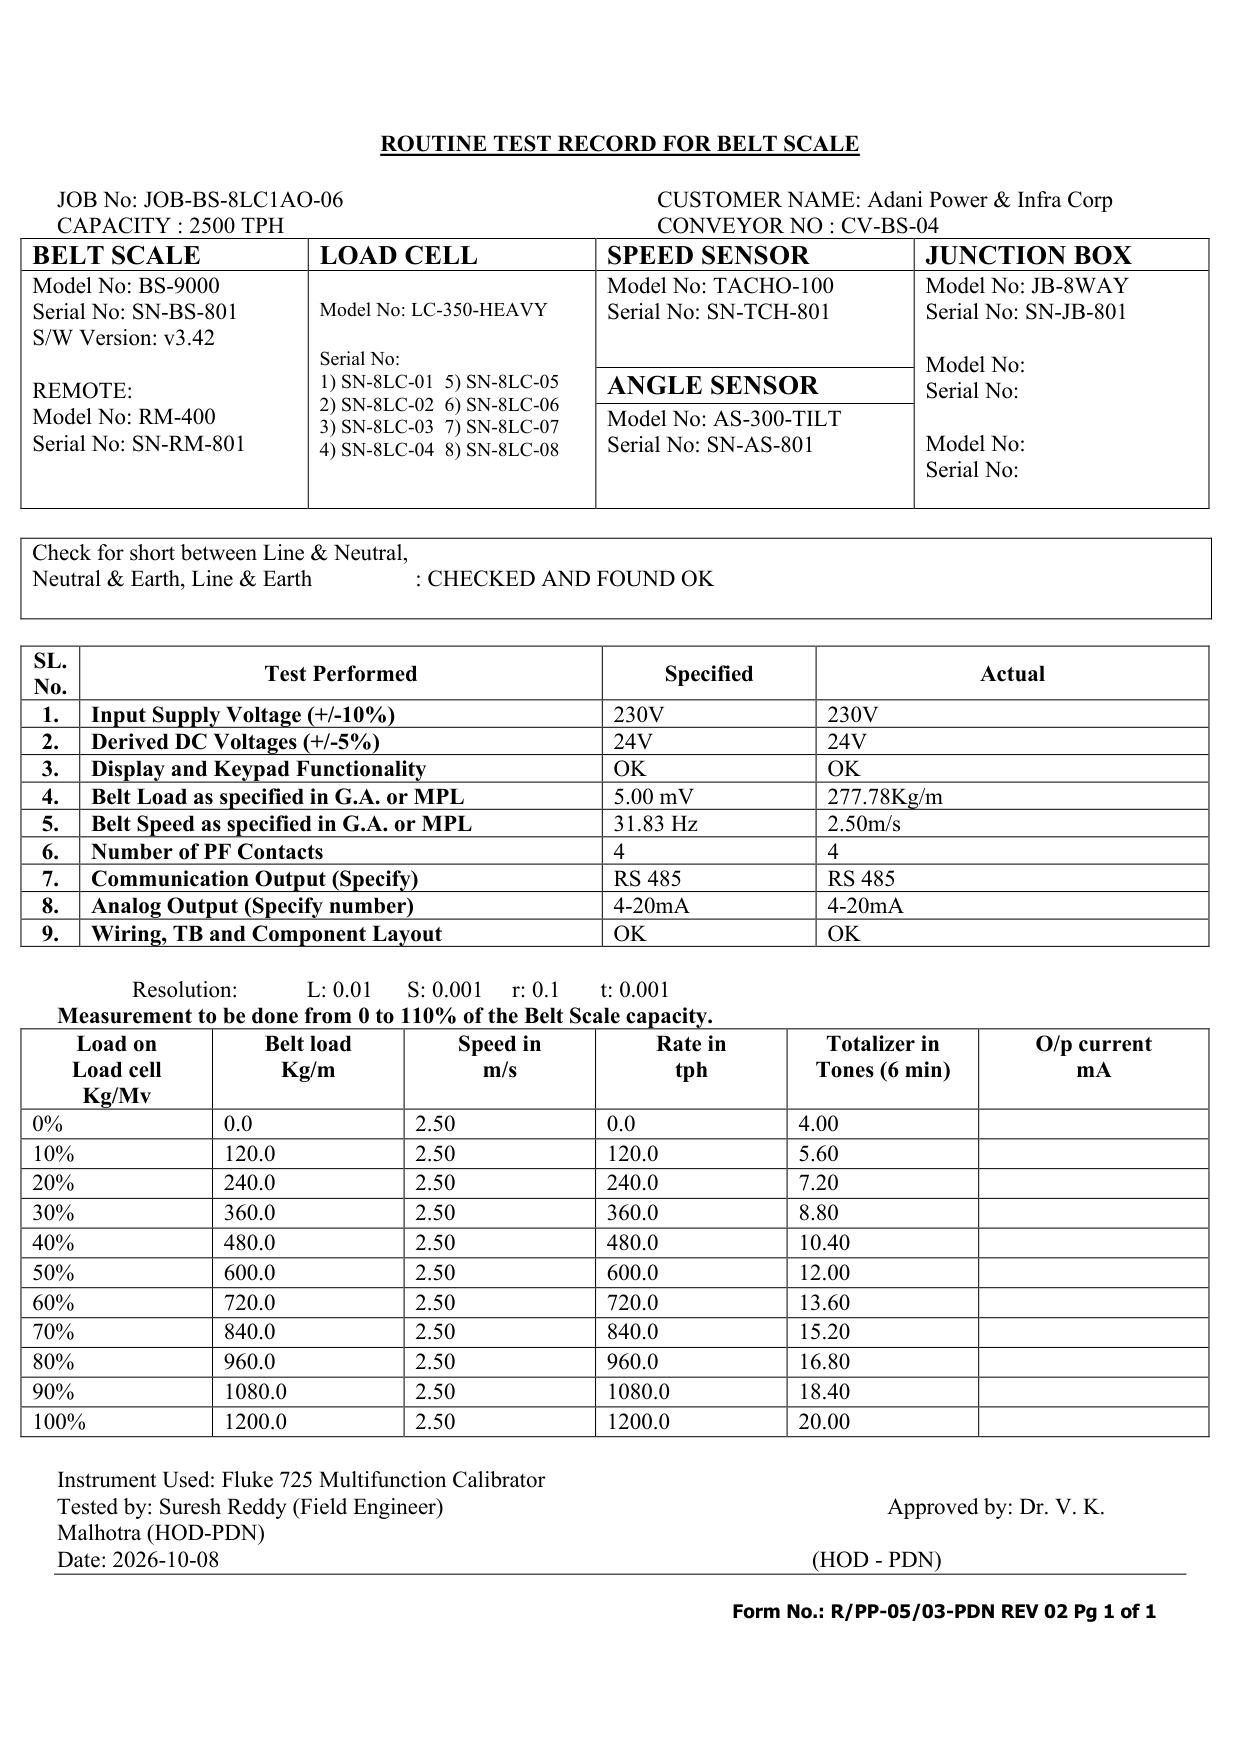 ROUTINE TEST RECORD FOR BELT SCALE
JOB No: JOB-BS-8LC1AO-06 CUSTOMER NAME: Adani Power & Infra Corp
CAPACITY : 2500 TPH CONVEYOR NO : CV-BS-04
BELT SCALE LOAD CELL SPEED SENSOR JUNCTION BOX
Model No: BS-9000
Serial No: SN-BS-801
S/W Version: v3.42
REMOTE:
Model No: RM-400
Serial No: SN-RM-801
Model No: LC-350-HEAVY
Serial No:
1) SN-8LC-01 5) SN-8LC-05
2) SN-8LC-02 6) SN-8LC-06
3) SN-8LC-03 7) SN-8LC-07
4) SN-8LC-04 8) SN-8LC-08
Model No: TACHO-100
Serial No: SN-TCH-801
ANGLE SENSOR
Model No: AS-300-TILT
Serial No: SN-AS-801
Model No: JB-8WAY
Serial No: SN-JB-801
Model No:
Serial No:
Model No:
Serial No:
Check for short between Line & Neutral,
Neutral & Earth, Line & Earth : CHECKED AND FOUND OK
SL. No. Test Performed Specified Actual
1. Input Supply Voltage (+/-10%) 230V 230V
2. Derived DC Voltages (+/-5%) 24V 24V
3. Display and Keypad Functionality OK OK
4. Belt Load as specified in G.A. or MPL 5.00 mV 277.78Kg/m
5. Belt Speed as specified in G.A. or MPL 31.83 Hz 2.50m/s
6. Number of PF Contacts 4 4
7. Communication Output (Specify) RS 485 RS 485
8. Analog Output (Specify number) 4-20mA 4-20mA
9. Wiring, TB and Component Layout OK OK
Resolution: L: 0.01 S: 0.001 r: 0.1 t: 0.001
Measurement to be done from 0 to 110% of the Belt Scale capacity.
Load on Belt load Speed in Rate in Totalizer in O/p current
Load cell Kg/m m/s tph Tones (6 min) mA
Kg/Mv
0% 0.0 2.50 0.0 4.00
10% 120.0 2.50 120.0 5.60
20% 240.0 2.50 240.0 7.20
30% 360.0 2.50 360.0 8.80
40% 480.0 2.50 480.0 10.40
50% 600.0 2.50 600.0 12.00
60% 720.0 2.50 720.0 13.60
70% 840.0 2.50 840.0 15.20
80% 960.0 2.50 960.0 16.80
90% 1080.0 2.50 1080.0 18.40
100% 1200.0 2.50 1200.0 20.00
Instrument Used: Fluke 725 Multifunction Calibrator
Tested by: Suresh Reddy (Field Engineer) Approved by: Dr. V. K.
Malhotra (HOD-PDN)
Date: 2026-10-08 (HOD - PDN)
Form No.: R/PP-05/03-PDN REV 02 Pg 1 of 1